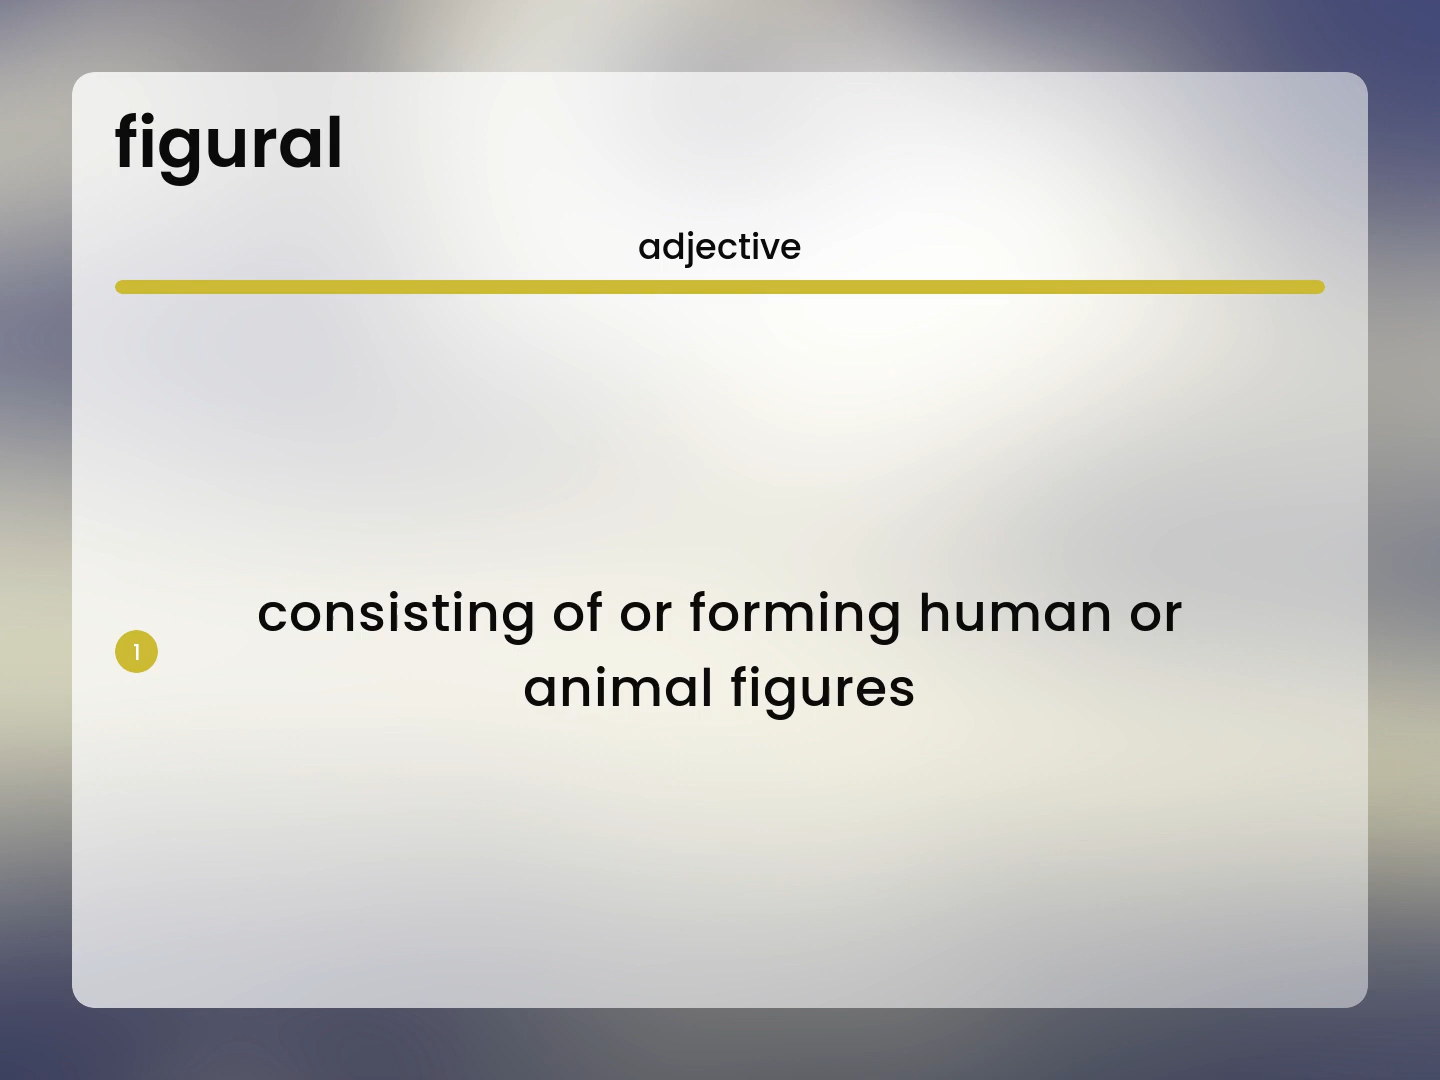 figural
adjective
1
consisting of or forming human or
animal figures